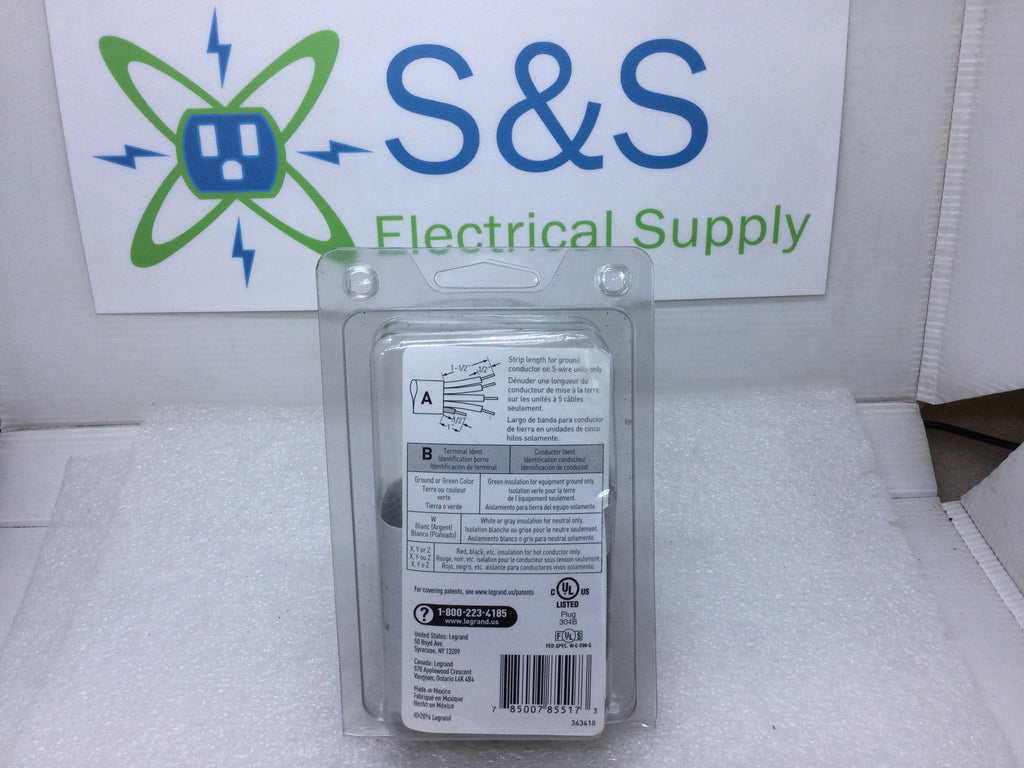 S&S
Electrical Supply
1-1/2"
1/2"
A
1/2"
1"
Strip length for ground
conductor on 5-wire units only.
Dénuder une longueur du
conducteur de mise à la terre
sur les unités à 5 câbles
seulement.
Largo de banda para conductor
de tierra en unidades de cinco
hilos solamente.
B
Terminal Ident.
Identification borne
Identificación de terminal
Conductor Ident.
Identification conducteur
Identificación de conductor
Ground or Green Color
Terre ou couleur
verte
Tierra o verde
Green insulation for equipment ground only.
Isolation verte pour la terre
de l'équipement seulement.
Aislamiento para tierra del equipo solamente.
W
Blanc (Argent)
Blanco (Plateado)
White or gray insulation for neutral only.
Isolation blanche ou grise pour le neutre seulement.
Aislamiento blanco o gris para neutral solamente.
X, Y or Z
X, Y ou Z
X, Y o Z
Red, black, etc. insulation for hot conductor only.
Rouge, noir, etc. isolation pour le conducteur sous tension seulement.
Rojo, negro, etc. aislante para conductores vivos solamente.
For covering patents, see www.legrand.us/patents
? 1-800-223-4185
www.legrand.us
C UL US
LISTED
Plug
304B
F UL S
FED. SPEC. W-C-596-G
United States: Legrand
50 Boyd Ave.
Syracuse, NY 13209
Canada: Legrand
570 Applewood Crescent
Vaughan, Ontario L4K 4B4
Made in Mexico
Fabriqué en Mexique
Hecho en México
©2014 Legrand
7 85007 85517 3
363418